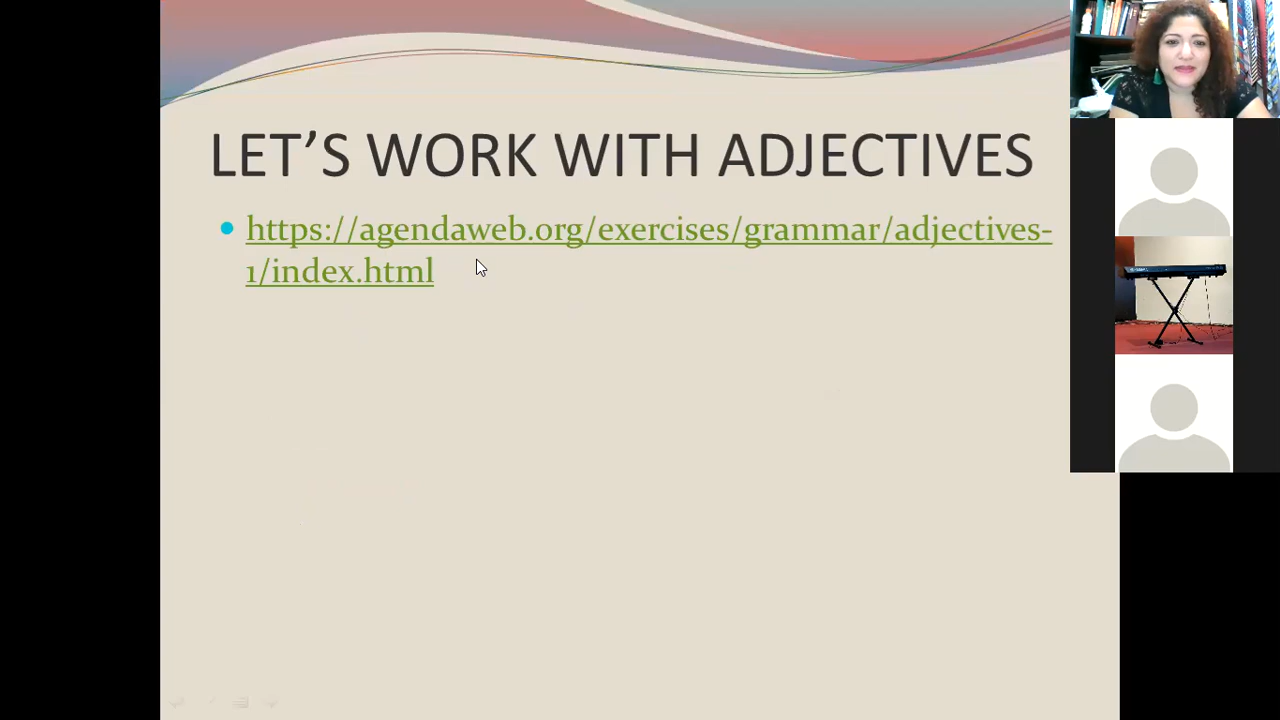 LET’S WORK WITH ADJECTIVES
https://agendaweb.org/exercises/grammar/adjectives-
1/index.html